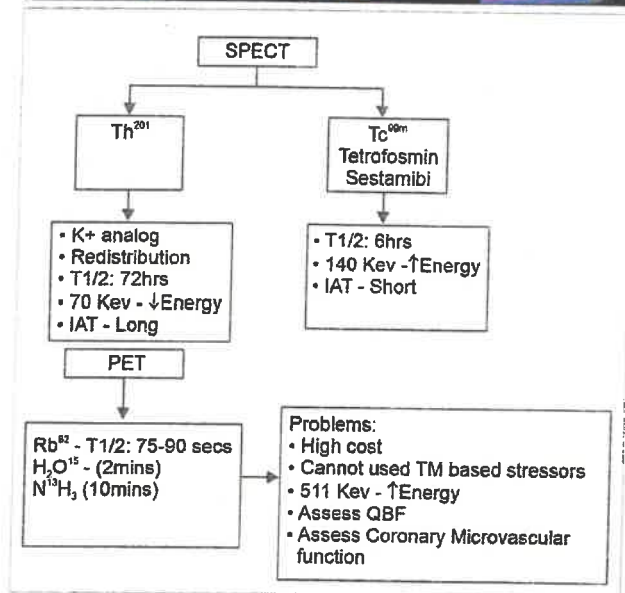 SPECT
Th²⁰¹
Tc⁹⁹ᵐ
Tetrofosmin
Sestamibi
• K+ analog
• Redistribution
• T1/2: 72hrs
• 70 Kev - ↓Energy
• IAT - Long
• T1/2: 6hrs
• 140 Kev -↑Energy
• IAT - Short
PET
Rb⁸² - T1/2: 75-90 secs
H₂O¹⁵ - (2mins)
N¹³H₃ (10mins)
Problems:
• High cost
• Cannot used TM based stressors
• 511 Kev - ↑Energy
• Assess QBF
• Assess Coronary Microvascular
function